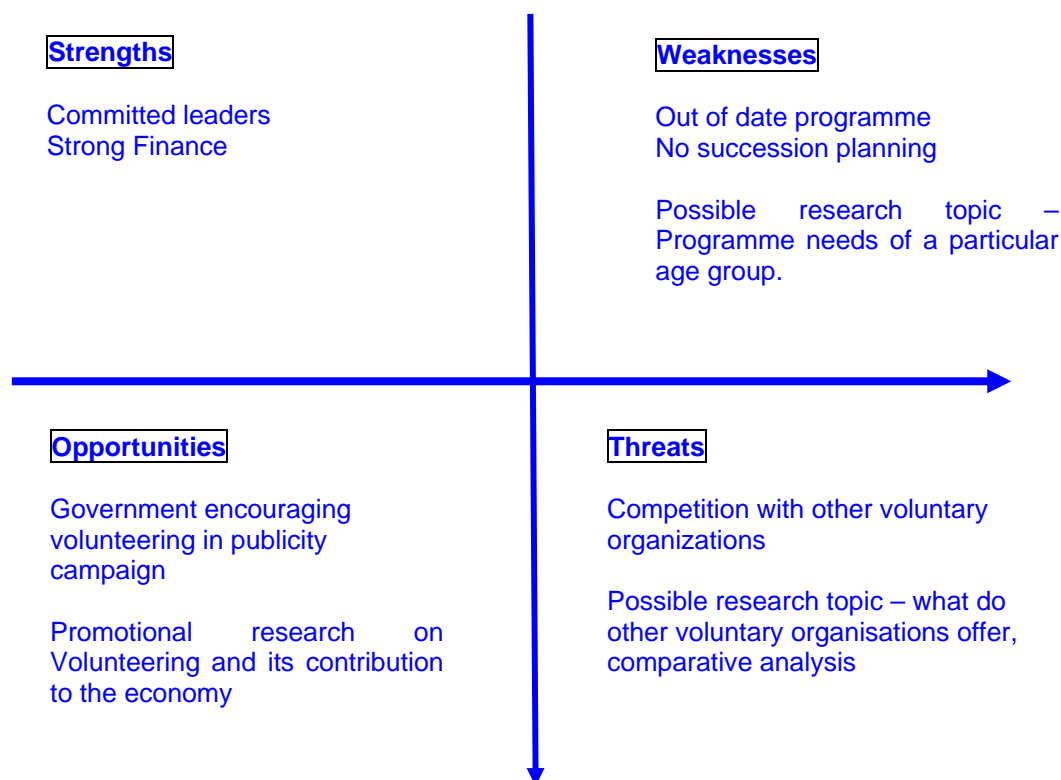 Strengths
Committed leaders
Strong Finance
Weaknesses
Out of date programme
No succession planning
Possible research topic –
Programme needs of a particular
age group.
Opportunities
Government encouraging
volunteering in publicity
campaign
Promotional research on
Volunteering and its contribution
to the economy
Threats
Competition with other voluntary
organizations
Possible research topic – what do
other voluntary organisations offer,
comparative analysis